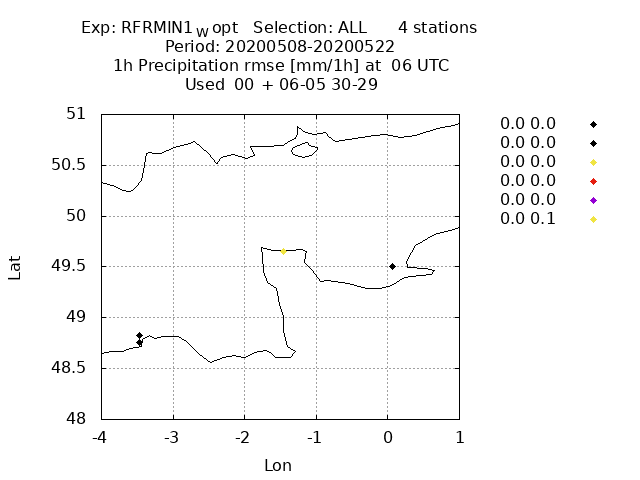 Exp: RFRMIN1Wopt Selection: ALL 4 stations
Period: 20200508-20200522
1h Precipitation rmse [mm/1h] at 06 UTC
Used 00 + 06-05 30-29
51
50.5
50
49.5
49
48.5
48
Lat
-4 -3 -2 -1 0 1
Lon
0.0 0.0
0.0 0.0
0.0 0.0
0.0 0.0
0.0 0.0
0.0 0.1